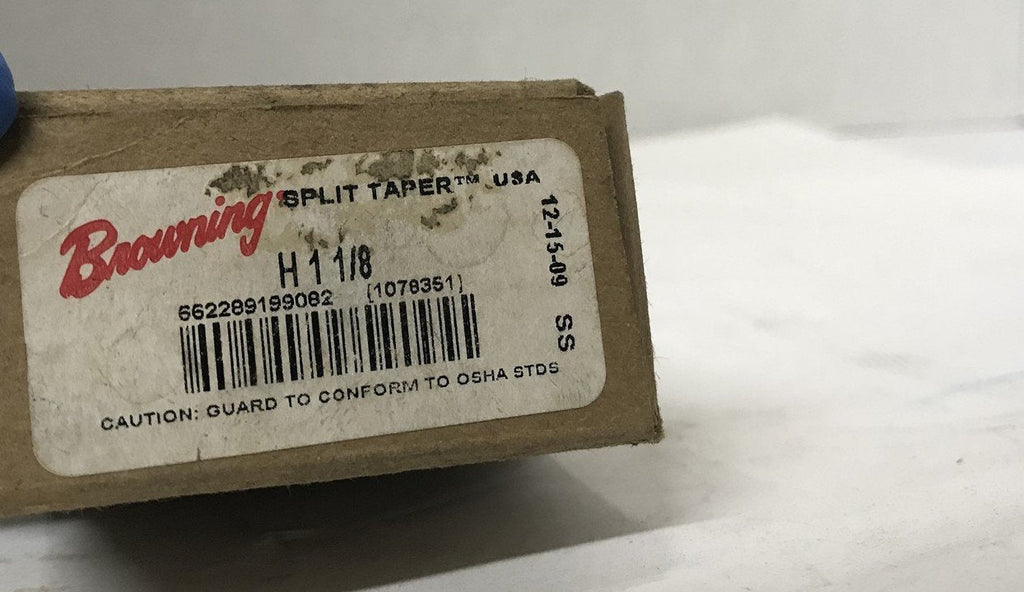 Browning SPLIT TAPER™ USA
H 1 1/8
662289199082 (1078351)
CAUTION: GUARD TO CONFORM TO OSHA STDS
12-15-09 SS